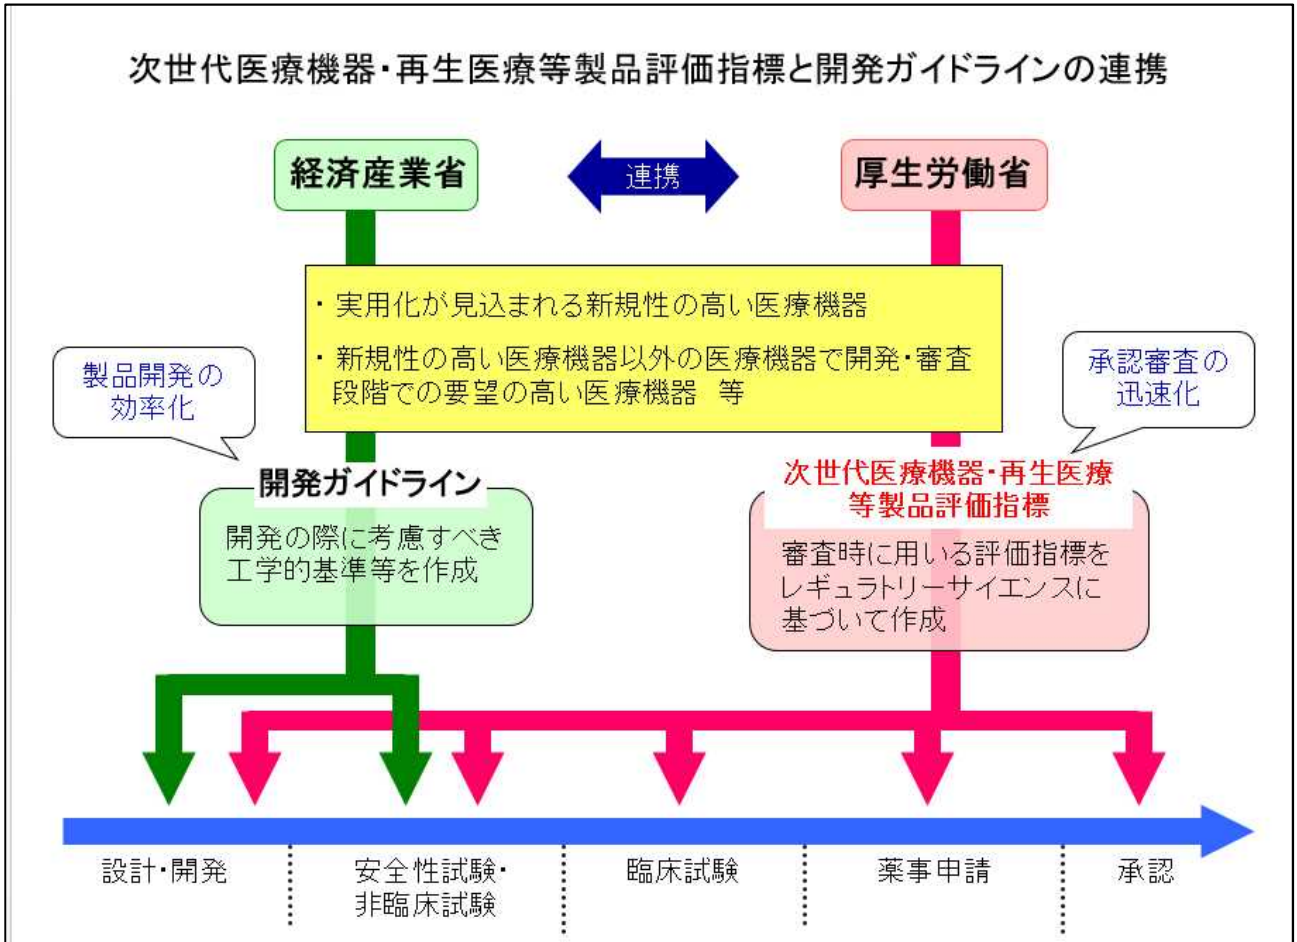 次世代医療機器・再生医療等製品評価指標と開発ガイドラインの連携
経済産業省
連携
厚生労働省
・実用化が見込まれる新規性の高い医療機器
・新規性の高い医療機器以外の医療機器で開発・審査
段階での要望の高い医療機器 等
製品開発の
効率化
承認審査の
迅速化
開発ガイドライン
開発の際に考慮すべき
工学的基準等を作成
次世代医療機器・再生医療
等製品評価指標
審査時に用いる評価指標を
レギュラトリーサイエンスに
基づいて作成
設計・開発
安全性試験・
非臨床試験
臨床試験
薬事申請
承認